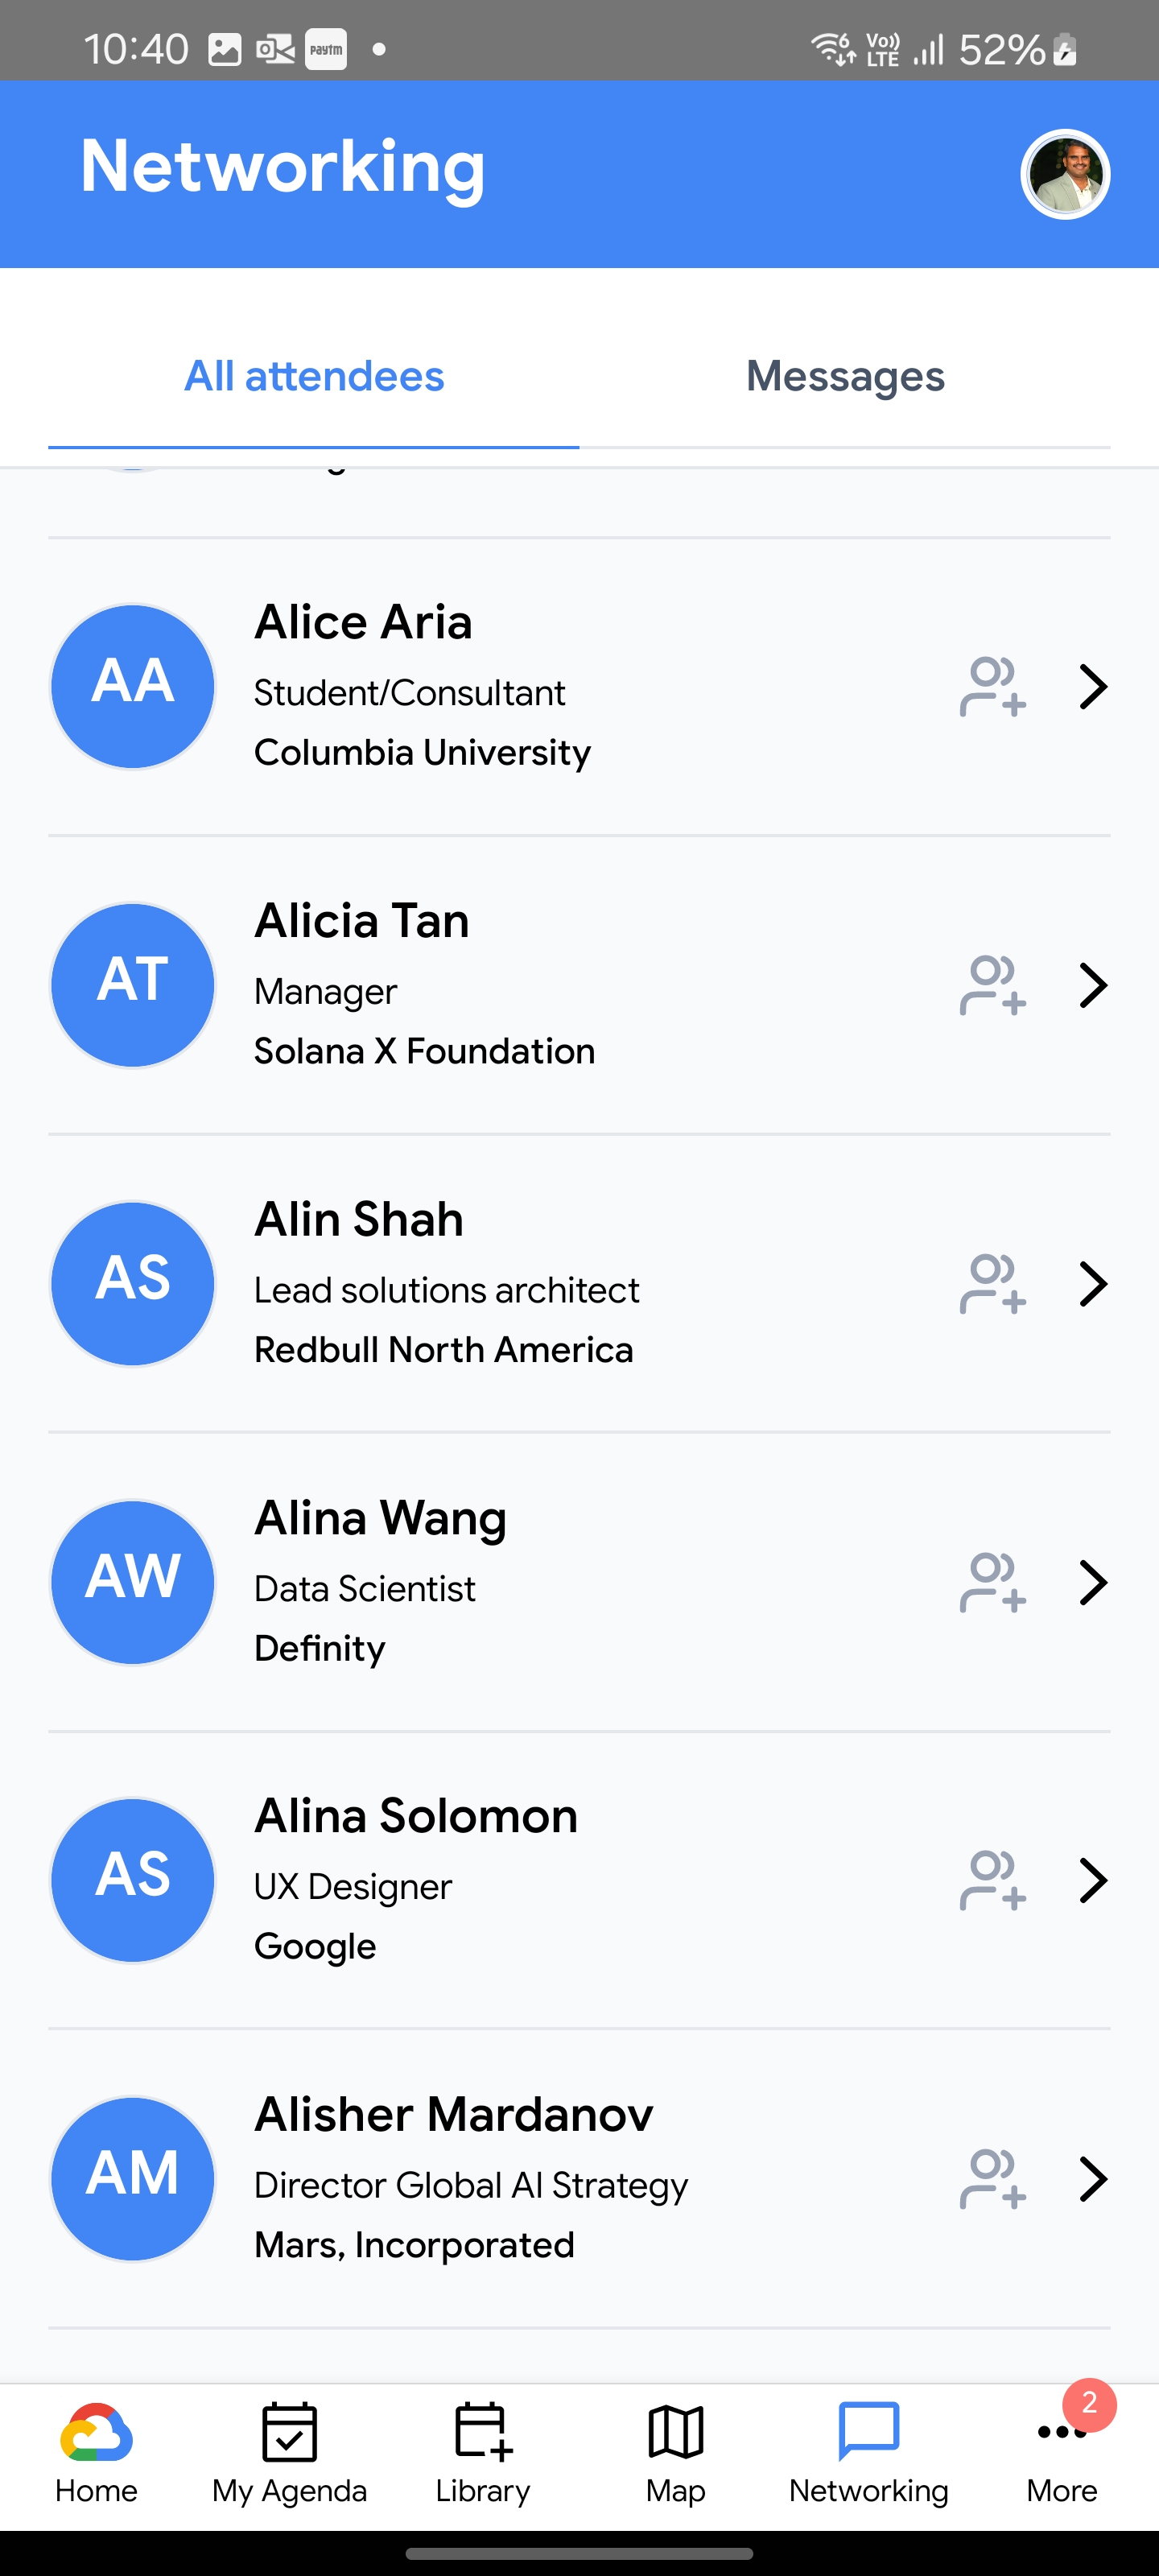 10:40
paytm
6 Vo)) LTE 52%
Networking
All attendees
Messages
AA
Alice Aria
Student/Consultant
Columbia University
AT
Alicia Tan
Manager
Solana X Foundation
AS
Alin Shah
Lead solutions architect
Redbull North America
AW
Alina Wang
Data Scientist
Definity
AS
Alina Solomon
UX Designer
Google
AM
Alisher Mardanov
Director Global AI Strategy
Mars, Incorporated
2
Home
My Agenda
Library
Map
Networking
More